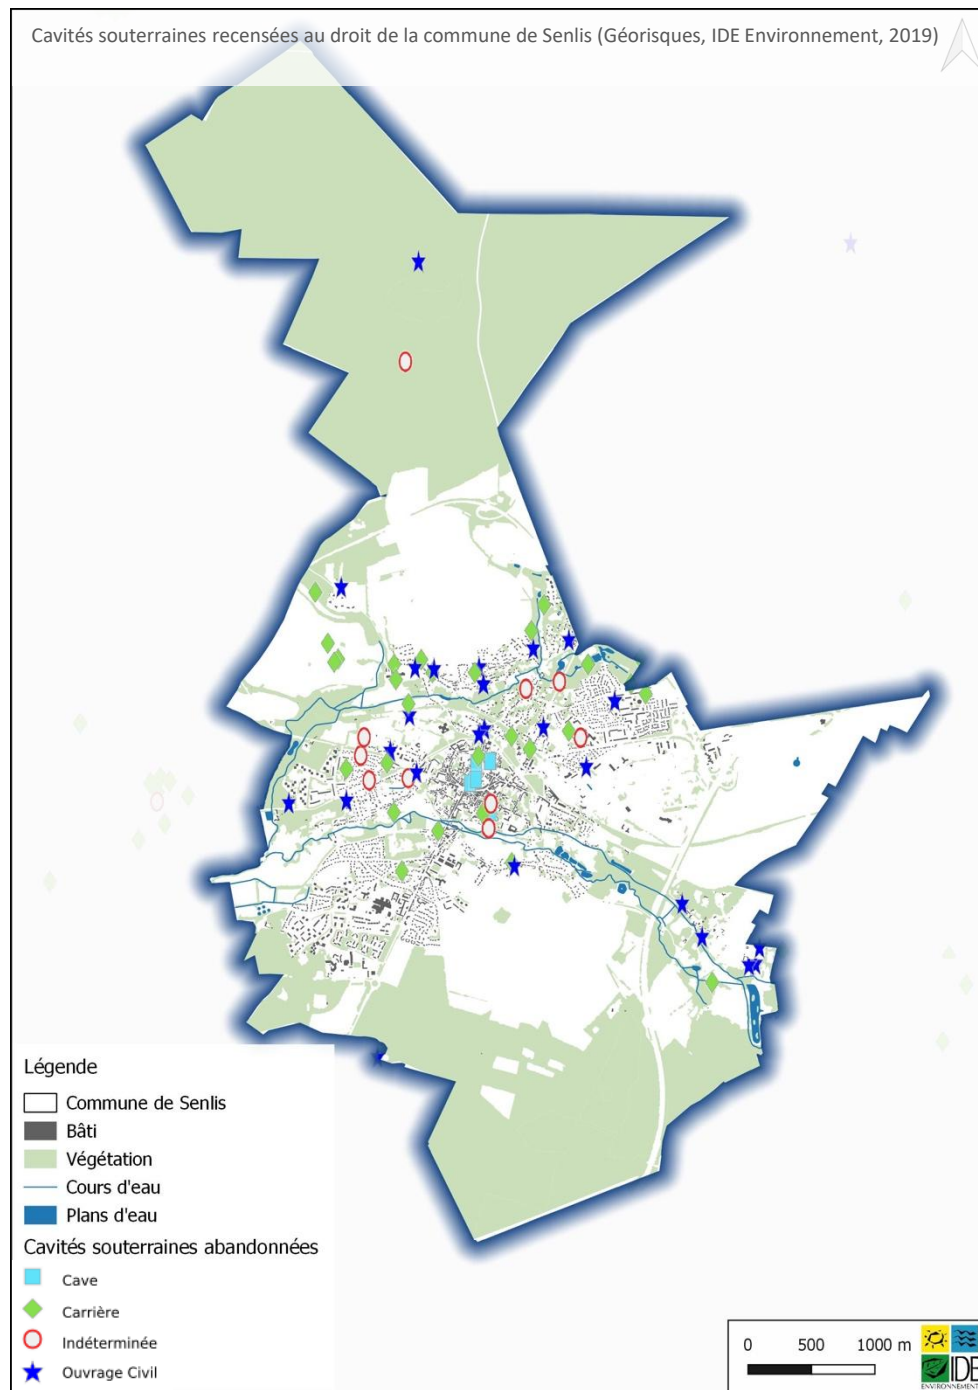 Cavités souterraines recensées au droit de la commune de Senlis (Géorisques, IDE Environnement, 2019)
Légende
Commune de Senlis
Bâti
Végétation
Cours d'eau
Plans d'eau
Cavités souterraines abandonnées
Cave
Carrière
Indéterminée
Ouvrage Civil
0 500 1000 m
IDE
ENVIRONNEMENT